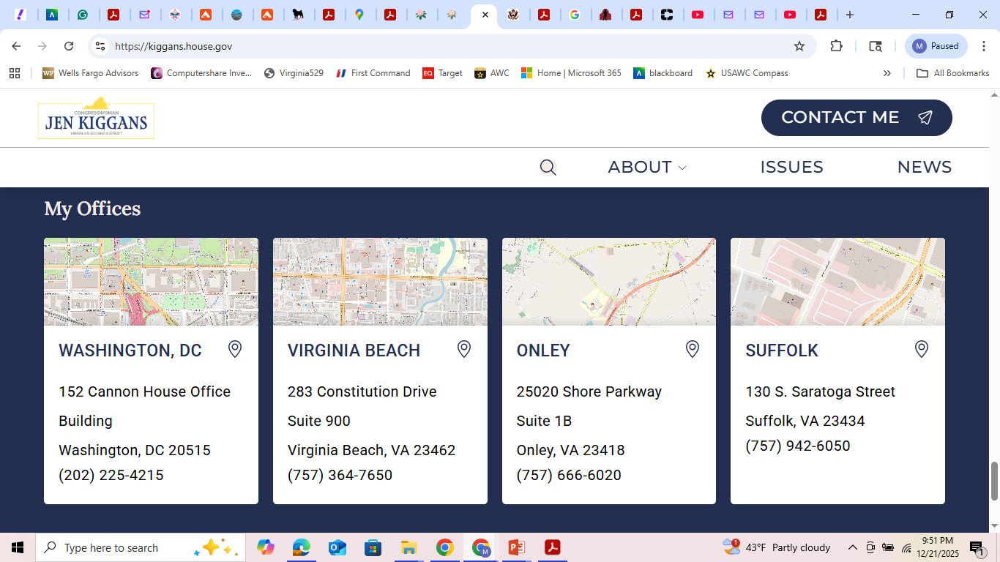 https://kiggans.house.gov
M Paused
WF Wells Fargo Advisors
Computershare Inve...
Virginia529
First Command
EQ Target
AWC
Home | Microsoft 365
blackboard
USAWC Compass
All Bookmarks
CONGRESSWOMAN
JEN KIGGANS
VIRGINIA'S SECOND DISTRICT
CONTACT ME
ABOUT
ISSUES
NEWS
My Offices
WASHINGTON, DC
152 Cannon House Office
Building
Washington, DC 20515
(202) 225-4215
VIRGINIA BEACH
283 Constitution Drive
Suite 900
Virginia Beach, VA 23462
(757) 364-7650
ONLEY
25020 Shore Parkway
Suite 1B
Onley, VA 23418
(757) 666-6020
SUFFOLK
130 S. Saratoga Street
Suffolk, VA 23434
(757) 942-6050
Type here to search
M
1
43°F Partly cloudy
9:51 PM
12/21/2025
1